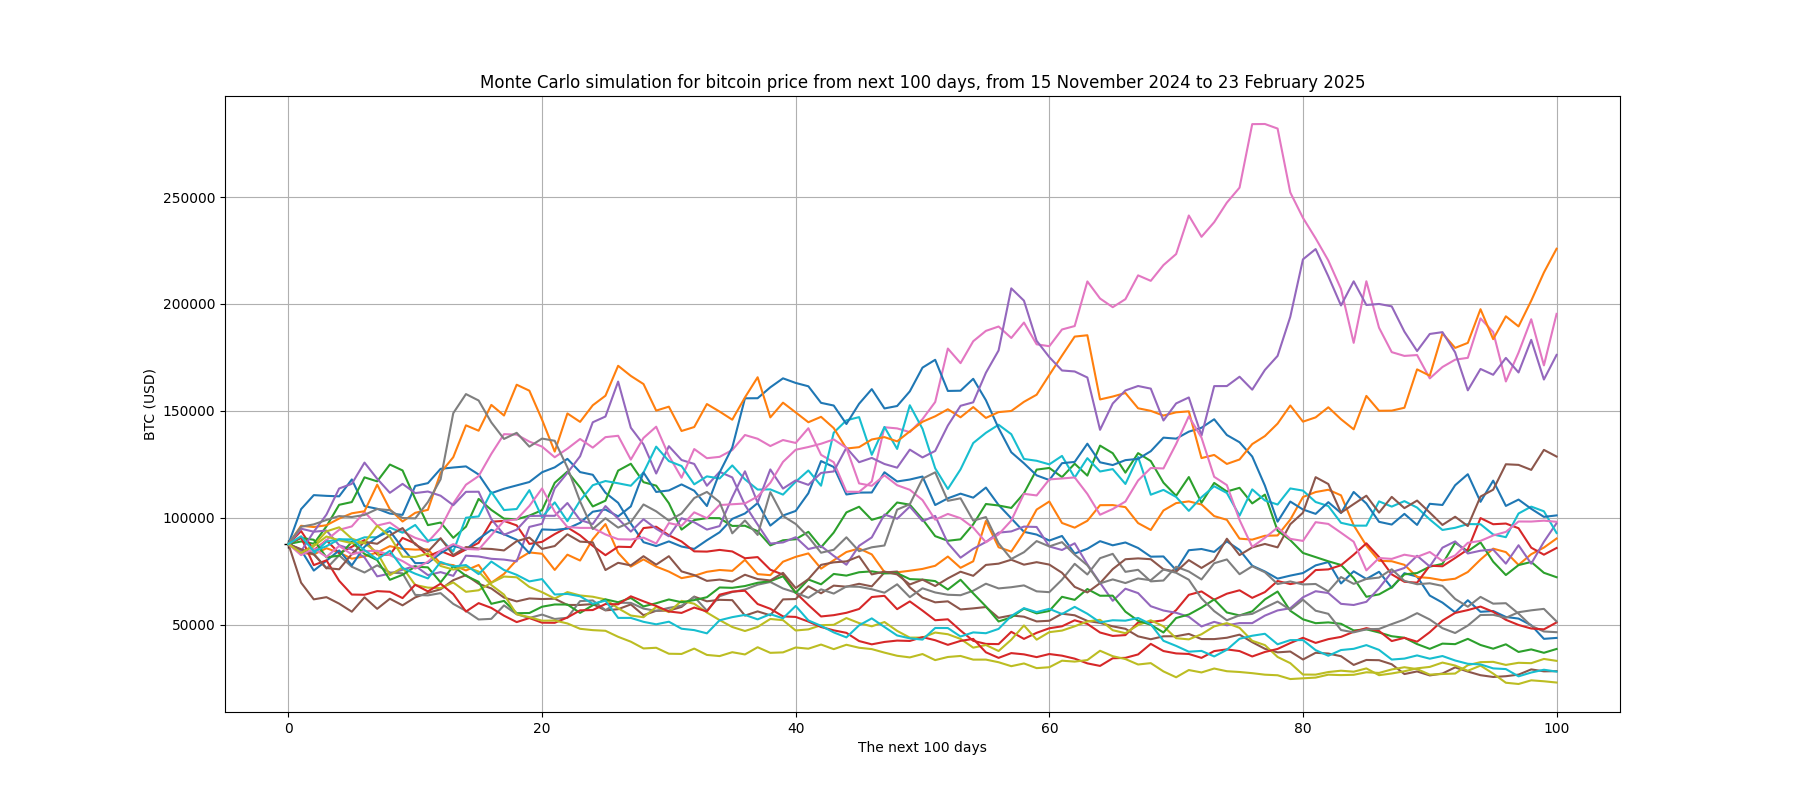 Monte Carlo simulation for bitcoin price from next 100 days, from 15 November 2024 to 23 February 2025
250000
200000
150000
100000
50000
BTC (USD)
0 20 40 60 80 100
The next 100 days